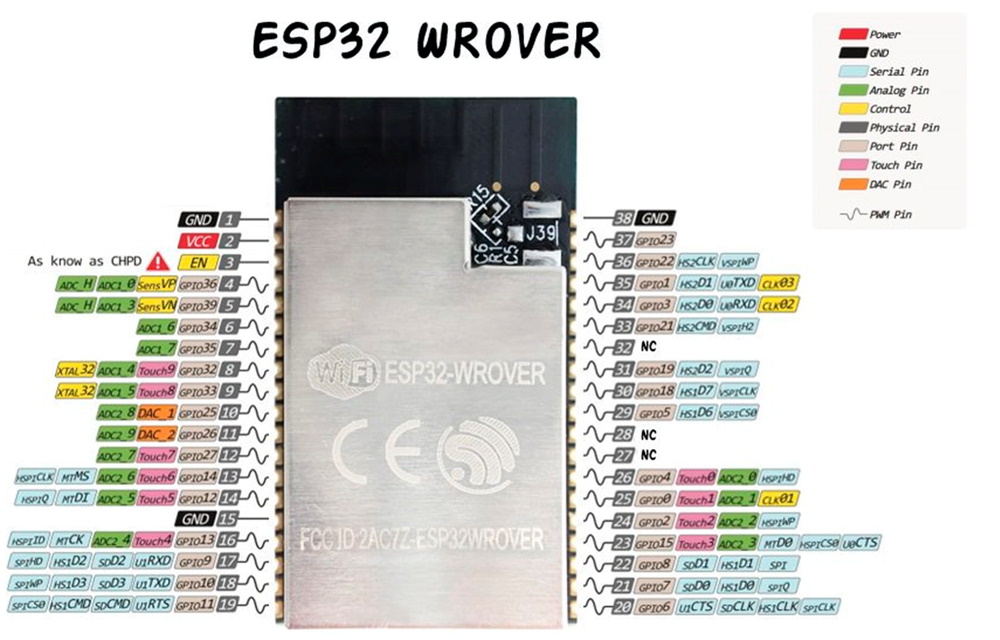 ESP32 WROVER
Power
GND
Serial Pin
Analog Pin
Control
Physical Pin
Port Pin
Touch Pin
DAC Pin
PWM Pin
R15
J39
C6
R1
C5
GND 1
VCC 2
As know as CHPD EN 3
ADC_H ADC1_0 SensVP GPIO36 4
ADC_H ADC1_3 SensVN GPIO39 5
ADC1_6 GPIO34 6
ADC1_7 GPIO35 7
XTAL32 ADC1_4 Touch9 GPIO32 8
XTAL32 ADC1_5 Touch8 GPIO33 9
ADC2_8 DAC_1 GPIO25 10
ADC2_9 DAC_2 GPIO26 11
ADC2_7 Touch7 GPIO27 12
HSPICLK MTMS ADC2_6 Touch6 GPIO14 13
HSPIQ MTDI ADC2_5 Touch5 GPIO12 14
GND 15
HSPIID MTCK ADC2_4 Touch4 GPIO13 16
SPIHD HS1D2 SDD2 U1RXD GPIO9 17
SPIWP HS1D3 SDD3 U1TXD GPIO10 18
SPICS0 HS1CMD SDCMD U1RTS GPIO11 19
WiFi ESP32-WROVER
CE
FCC ID:2AC7Z-ESP32WROVER
38 GND
37 GPIO23
36 GPIO22 HS2CLK VSPIWP
35 GPIO1 HS2D1 U0TXD CLK03
34 GPIO3 HS2D0 U0RXD CLK02
33 GPIO21 HS2CMD VSPIH2
32 NC
31 GPIO19 HS2D2 VSPIQ
30 GPIO18 HS1D7 VSPICLK
29 GPIO5 HS1D6 VSPICS0
28 NC
27 NC
26 GPIO4 Touch0 ADC2_0 HSPIHD
25 GPIO0 Touch1 ADC2_1 CLK01
24 GPIO2 Touch2 ADC2_2 HSPIWP
23 GPIO15 Touch3 ADC2_3 MTD0 HSPICS0 U0CTS
22 GPIO8 SDD1 HS1D1 SPI
21 GPIO7 SDD0 HS1D0 SPIQ
20 GPIO6 U1CTS SDCLK HS1CLK SPICLK